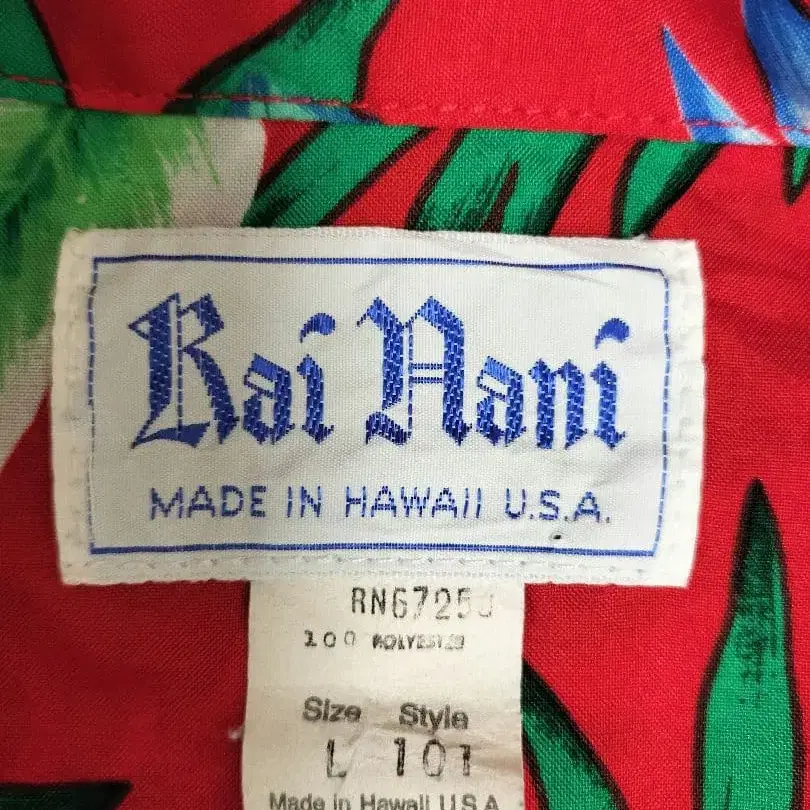 Kai Nani
MADE IN HAWAII U.S.A.
100 POLYESTER
Size Style
L 101
Made in Hawaii U.S.A